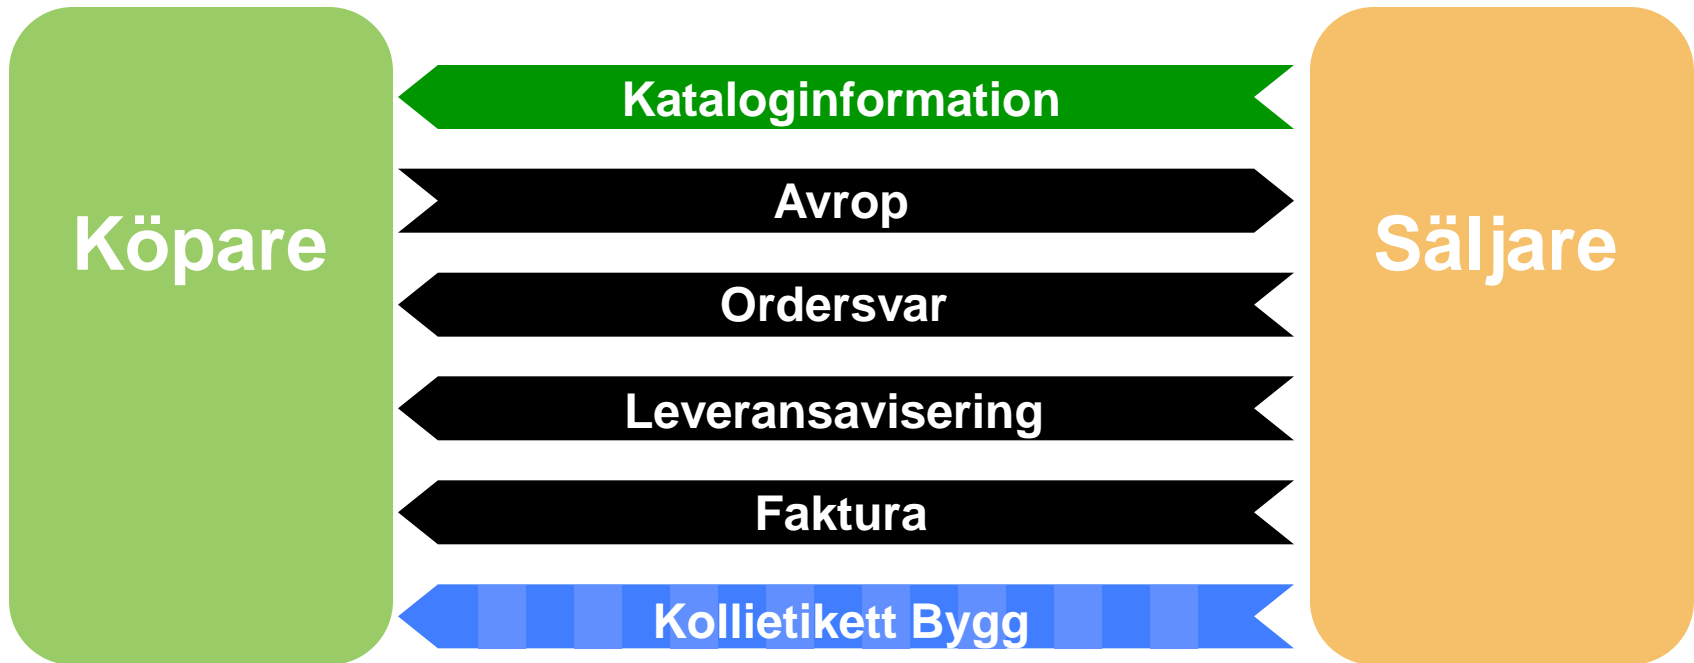 Kataloginformation
Avrop
Köpare
Säljare
Ordersvar
Leveransavisering
Faktura
Kollietikett Bygg